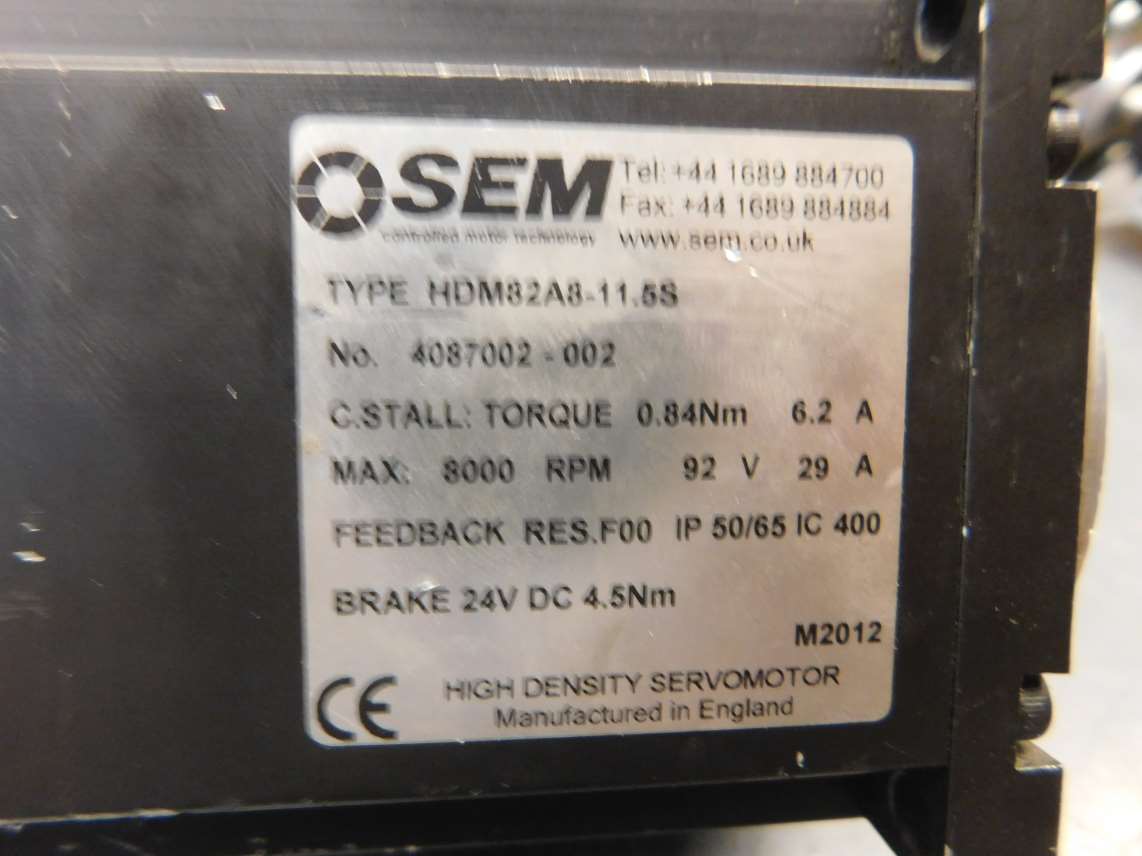 SEM
controlled motor technology
Tel: +44 1689 884700
Fax: +44 1689 884884
www.sem.co.uk
TYPE HDM82A8-11.5S
No. 4087002 - 002
C.STALL: TORQUE 0.84Nm 6.2 A
MAX: 8000 RPM 92 V 29 A
FEEDBACK RES.F00 IP 50/65 IC 400
BRAKE 24V DC 4.5Nm
M2012
CE
HIGH DENSITY SERVOMOTOR
Manufactured in England